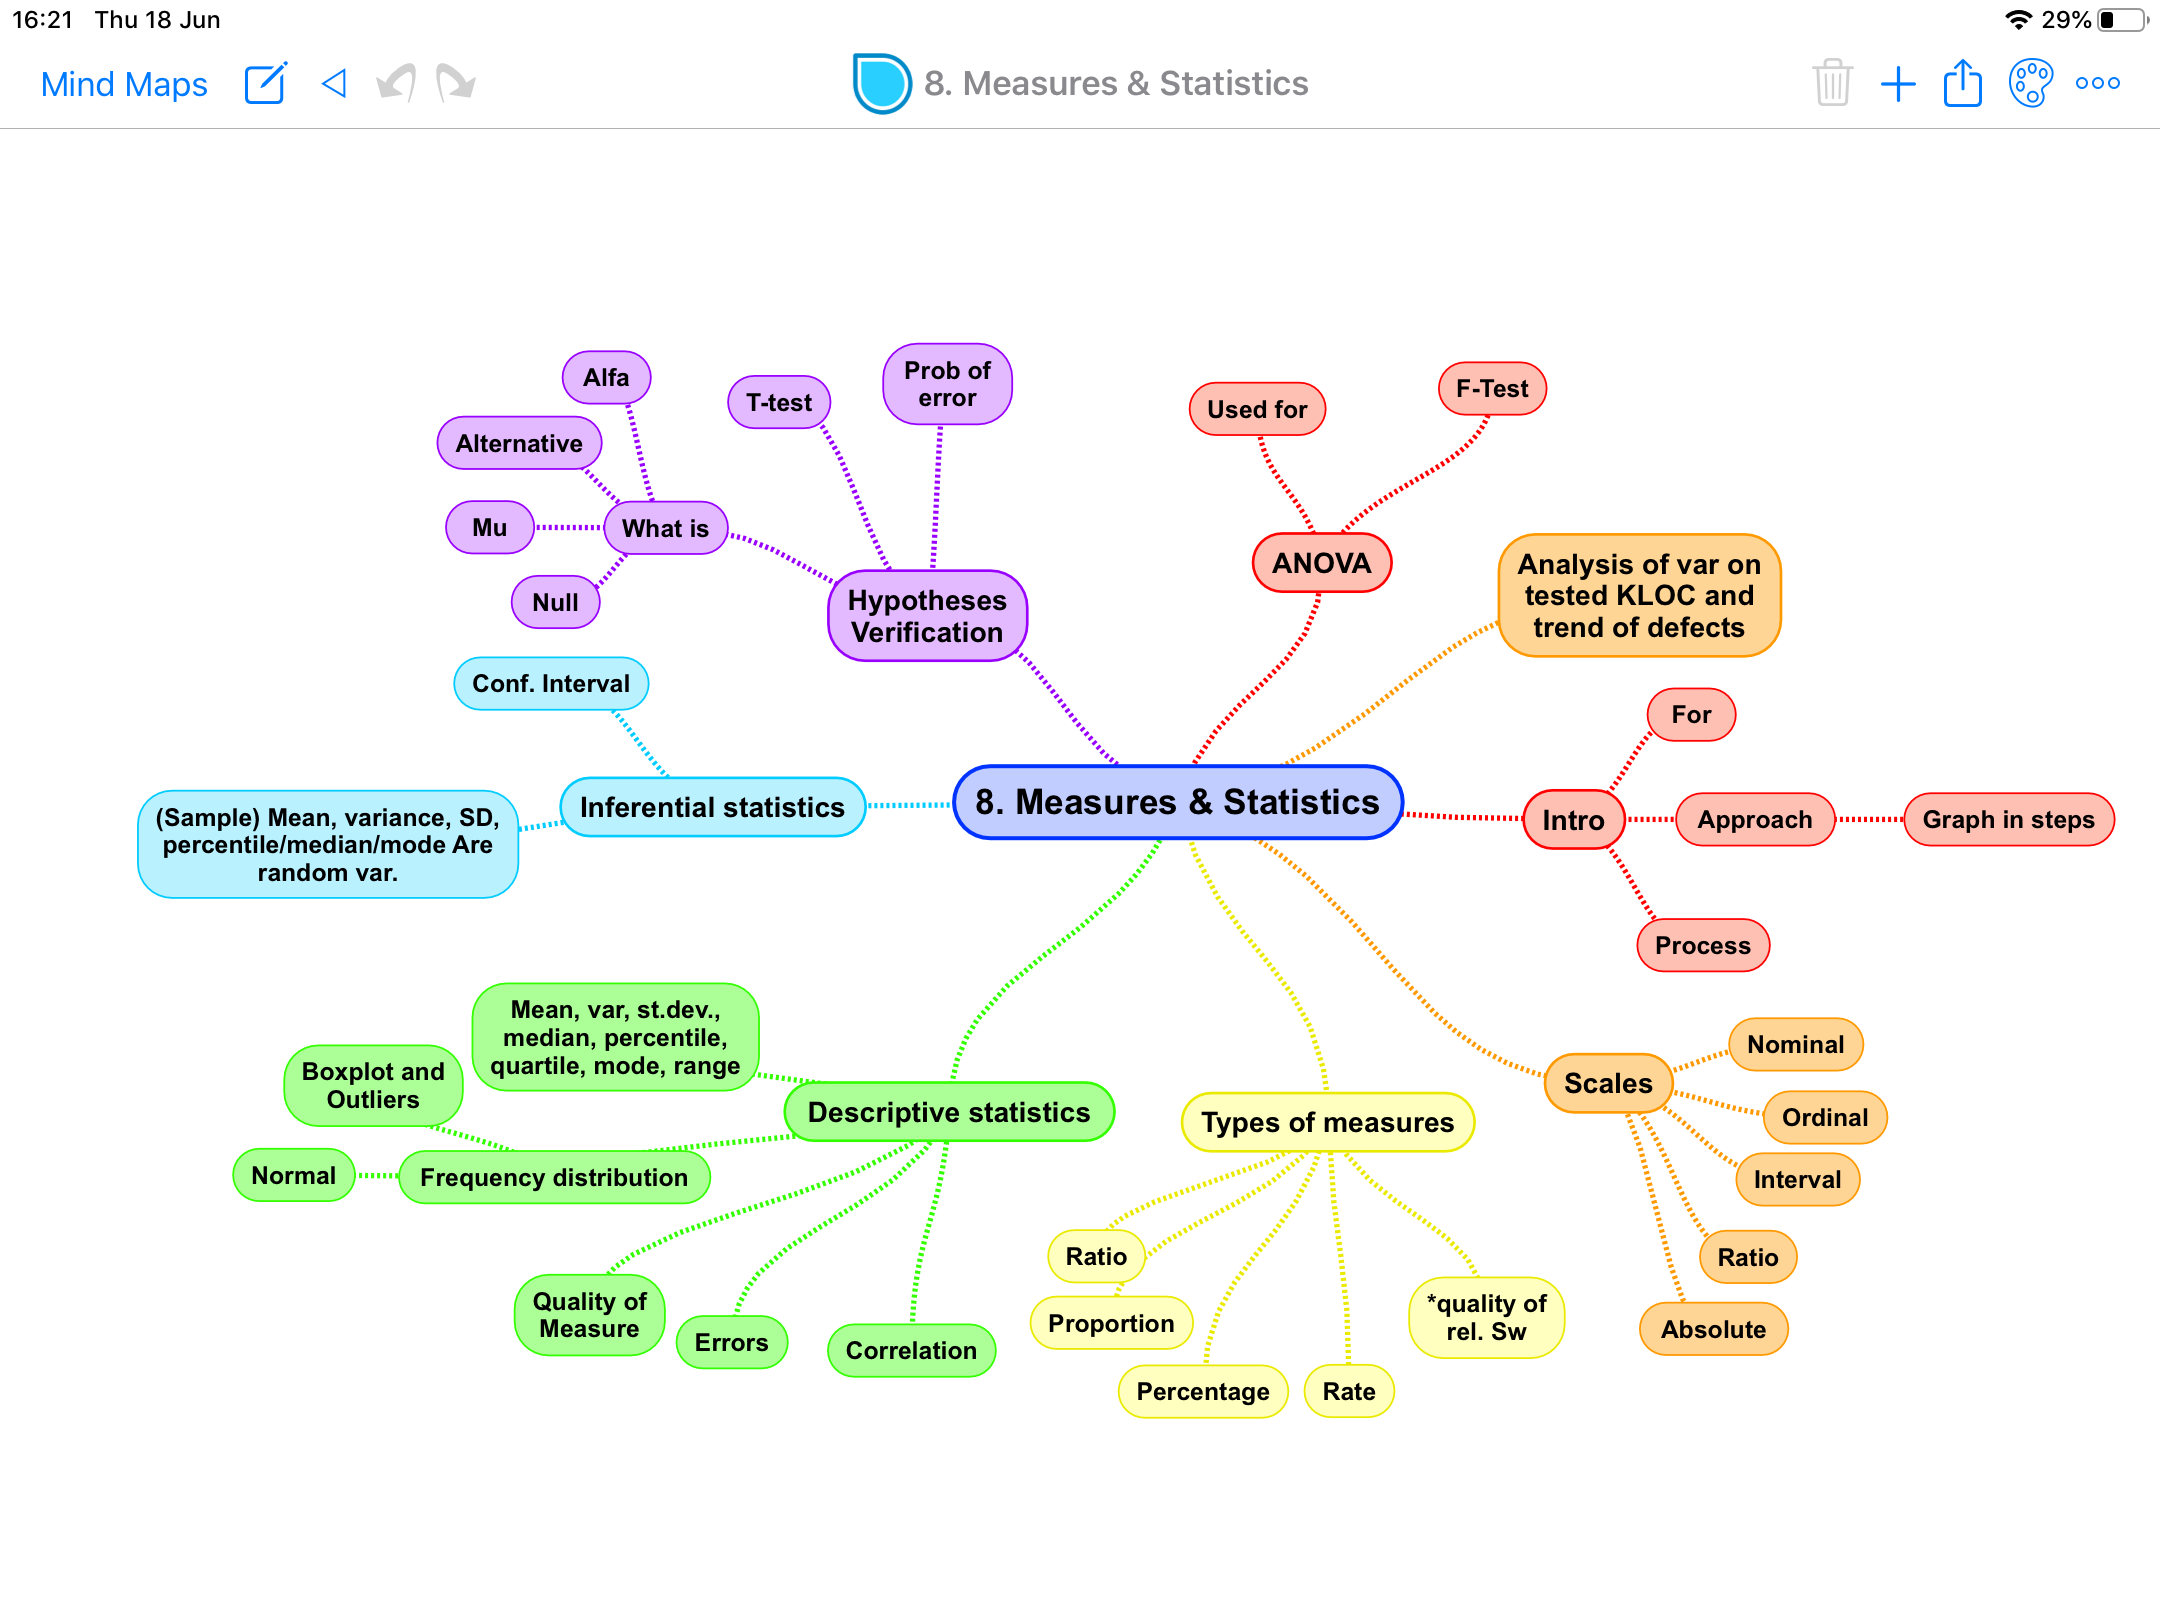 16:21 Thu 18 Jun
29%
Mind Maps
8. Measures & Statistics
Alfa
Alternative
Mu
Null
What is
T-test
Prob of
error
Hypotheses
Verification
Used for
F-Test
ANOVA
Analysis of var on
tested KLOC and
trend of defects
Conf. Interval
Inferential statistics
(Sample) Mean, variance, SD,
percentile/median/mode Are
random var.
8. Measures & Statistics
For
Intro
Approach
Graph in steps
Process
Mean, var, st.dev.,
median, percentile,
quartile, mode, range
Boxplot and
Outliers
Normal
Frequency distribution
Descriptive statistics
Quality of
Measure
Errors
Correlation
Types of measures
Ratio
Proportion
Percentage
Rate
*quality of
rel. Sw
Scales
Nominal
Ordinal
Interval
Ratio
Absolute